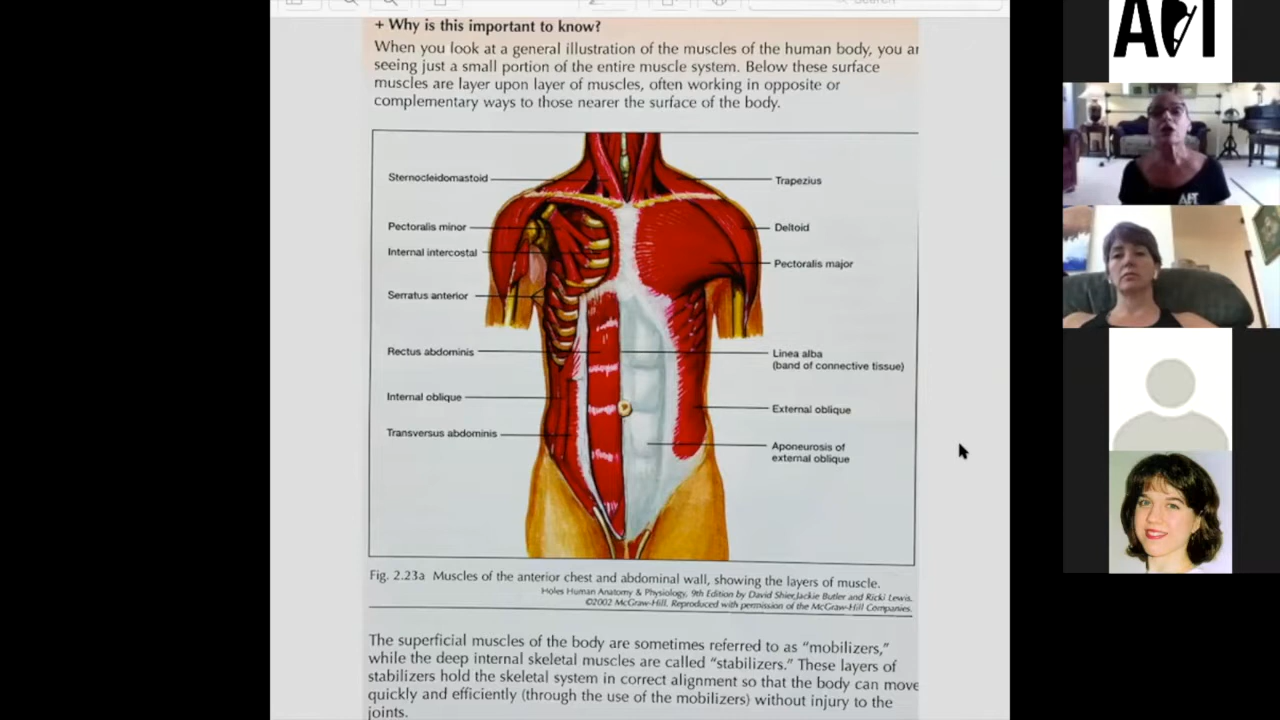 Search
+ Why is this important to know?
When you look at a general illustration of the muscles of the human body, you ar
seeing just a small portion of the entire muscle system. Below these surface
muscles are layer upon layer of muscles, often working in opposite or
complementary ways to those nearer the surface of the body.
Sternocleidomastoid
Pectoralis minor
Internal intercostal
Serratus anterior
Rectus abdominis
Internal oblique
Transversus abdominis
Trapezius
Deltoid
Pectoralis major
Linea alba
(band of connective tissue)
External oblique
Aponeurosis of
external oblique
Fig. 2.23a Muscles of the anterior chest and abdominal wall, showing the layers of muscle.
Holes Human Anatomy & Physiology, 9th Edition by David Shier,Jackie Butler and Ricki Lewis.
©2002 McGraw-Hill. Reproduced with permission of the McGraw-Hill Companies.
The superficial muscles of the body are sometimes referred to as “mobilizers,”
while the deep internal skeletal muscles are called “stabilizers.” These layers of
stabilizers hold the skeletal system in correct alignment so that the body can move
quickly and efficiently (through the use of the mobilizers) without injury to the
joints.